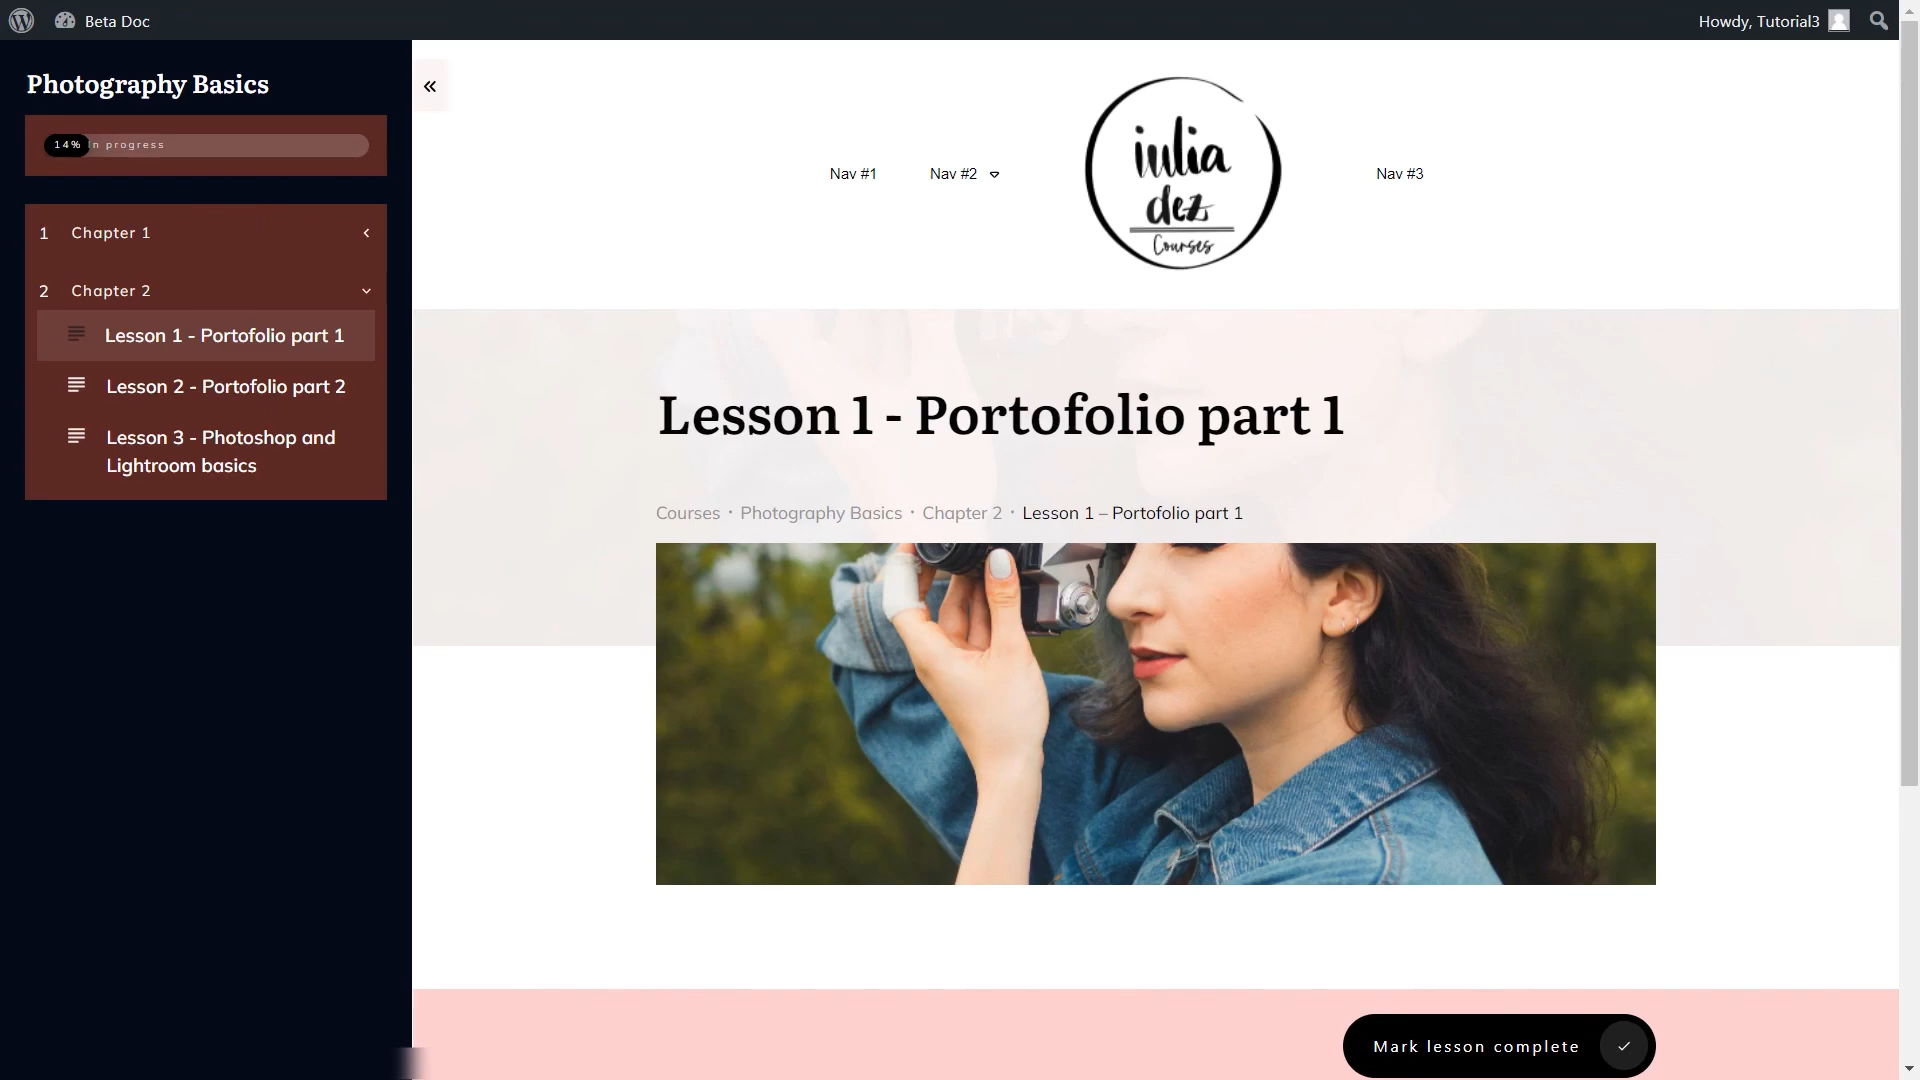 Beta Doc
Howdy, Tutorial3
Photography Basics
14%
In progress
1 Chapter 1
2 Chapter 2
Lesson 1 - Portofolio part 1
Lesson 2 - Portofolio part 2
Lesson 3 - Photoshop and
Lightroom basics
Nav #1
Nav #2
iulia
dez
Courses
Nav #3
Lesson 1 - Portofolio part 1
Courses · Photography Basics · Chapter 2 · Lesson 1 – Portofolio part 1
Mark lesson complete